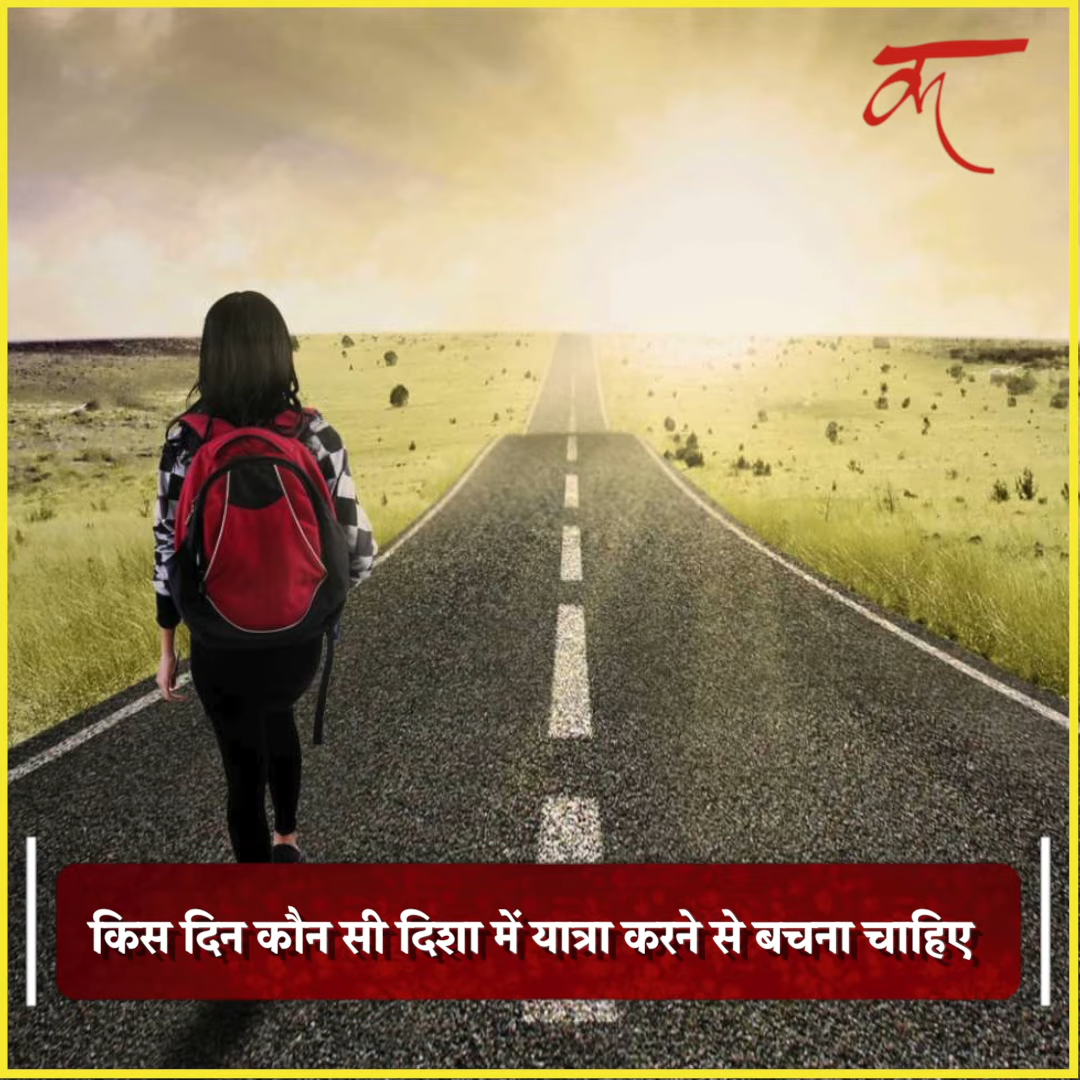 क
किस दिन कौन सी दिशा में यात्रा करने से बचना चाहिए